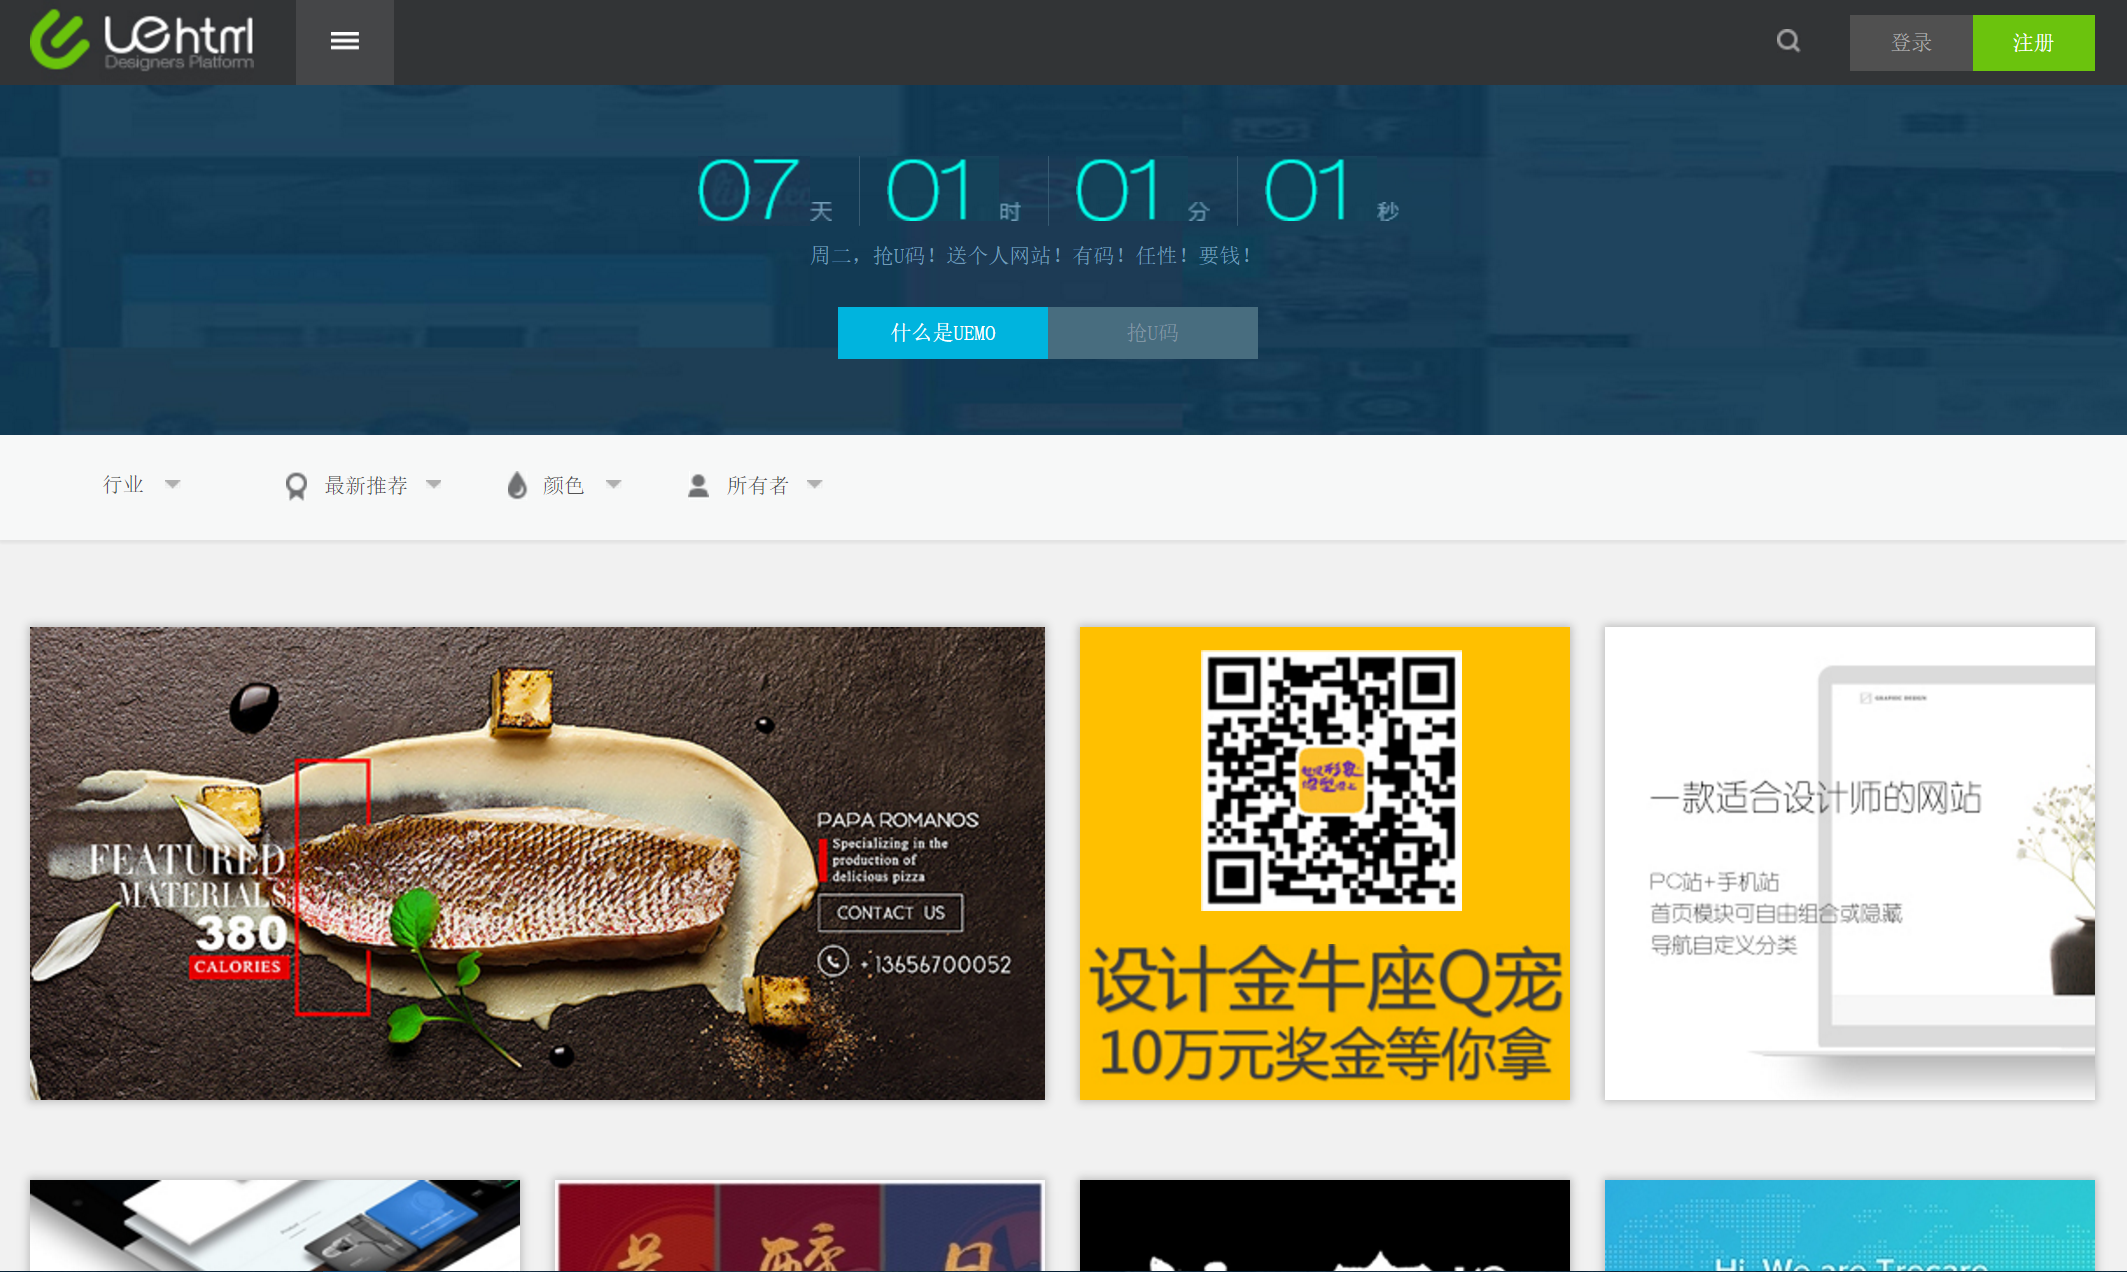 UEhtml
Designers Platform
登录
注册
07 天 01 时 01 分 01 秒
周二，抢U码！送个人网站！有码！任性！要钱！
什么是UEMO
抢U码
行业
最新推荐
颜色
所有者
FEATURED
MATERIALS
380
CALORIES
PAPA ROMANOS
Specializing in the
production of
delicious pizza
CONTACT US
+13656700052
设计金牛座Q宠
10万元奖金等你拿
GRAPHIC DESIGN
一款适合设计师的网站
PC站+手机站
首页模块可自由组合或隐藏
导航自定义分类
Hi, We are Trocare